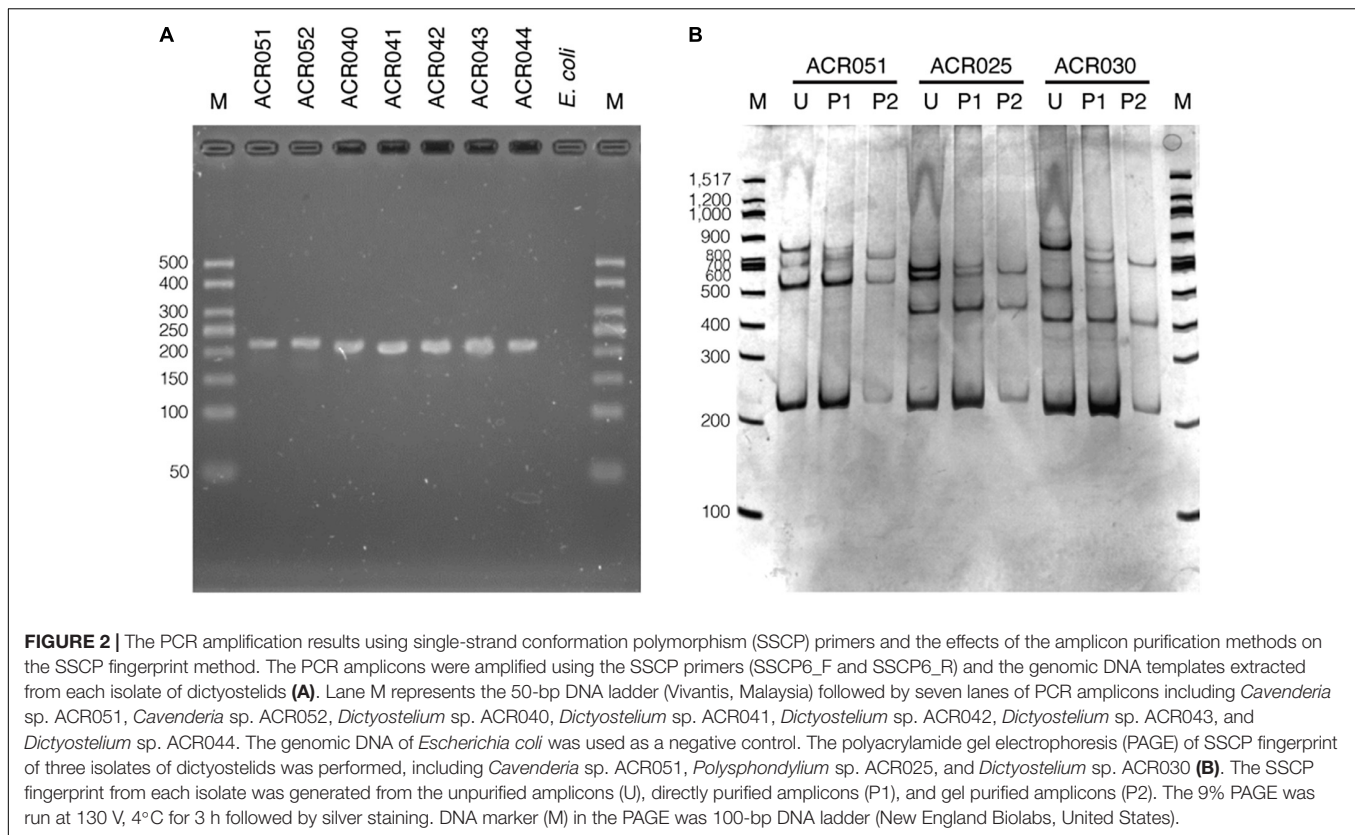 A
M ACR051 ACR052 ACR040 ACR041 ACR042 ACR043 ACR044 E. coli M
500
400
300
250
200
150
100
50
B
ACR051 ACR025 ACR030
M U P1 P2 U P1 P2 U P1 P2 M
1,517
1,200
1,000
900
800
700
600
500
400
300
200
100
FIGURE 2 | The PCR amplification results using single-strand conformation polymorphism (SSCP) primers and the effects of the amplicon purification methods on
the SSCP fingerprint method. The PCR amplicons were amplified using the SSCP primers (SSCP6_F and SSCP6_R) and the genomic DNA templates extracted
from each isolate of dictyostelids (A). Lane M represents the 50-bp DNA ladder (Vivantis, Malaysia) followed by seven lanes of PCR amplicons including Cavenderia
sp. ACR051, Cavenderia sp. ACR052, Dictyostelium sp. ACR040, Dictyostelium sp. ACR041, Dictyostelium sp. ACR042, Dictyostelium sp. ACR043, and
Dictyostelium sp. ACR044. The genomic DNA of Escherichia coli was used as a negative control. The polyacrylamide gel electrophoresis (PAGE) of SSCP fingerprint
of three isolates of dictyostelids was performed, including Cavenderia sp. ACR051, Polysphondylium sp. ACR025, and Dictyostelium sp. ACR030 (B). The SSCP
fingerprint from each isolate was generated from the unpurified amplicons (U), directly purified amplicons (P1), and gel purified amplicons (P2). The 9% PAGE was
run at 130 V, 4°C for 3 h followed by silver staining. DNA marker (M) in the PAGE was 100-bp DNA ladder (New England Biolabs, United States).